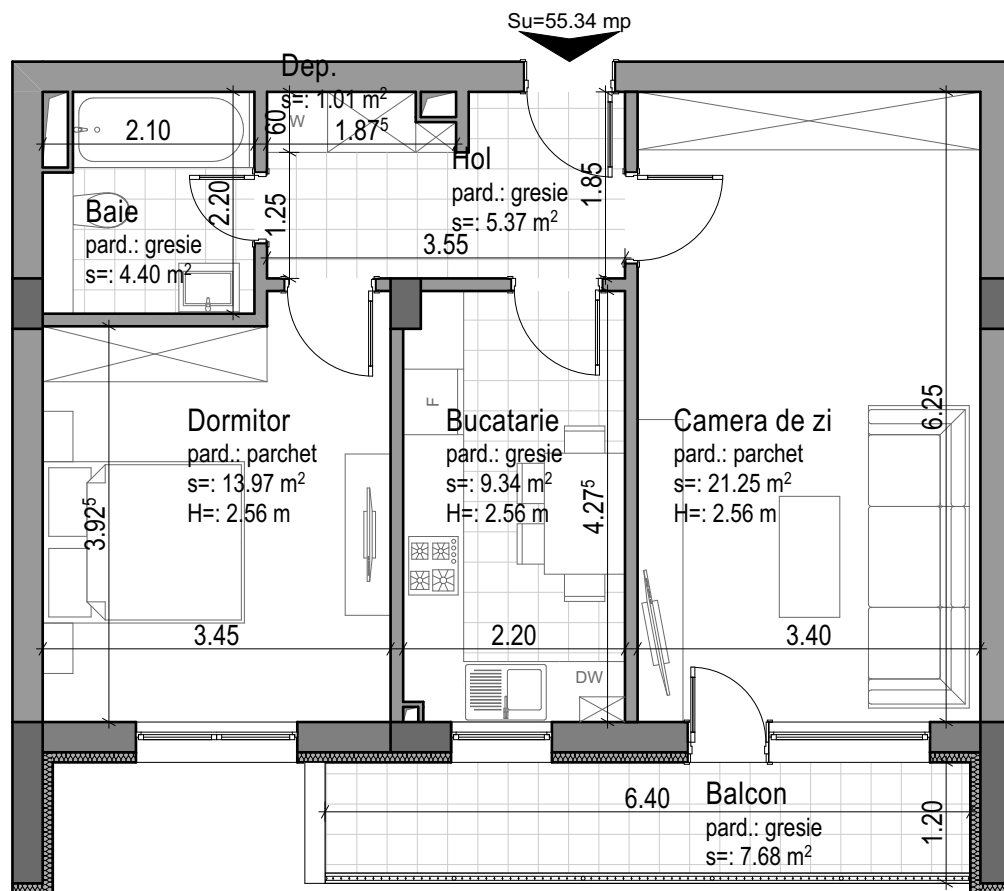 Su=55.34 mp
Dep.
s=: 1.01 m²
W
60
1.87⁵
2.10
Hol
pard.: gresie
s=: 5.37 m²
1.85
3.55
1.25
2.20
Baie
pard.: gresie
s=: 4.40 m²
Dormitor
pard.: parchet
s=: 13.97 m²
H=: 2.56 m
3.92⁵
3.45
F
Bucatarie
pard.: gresie
s=: 9.34 m²
H=: 2.56 m
4.27⁵
2.20
DW
Camera de zi
pard.: parchet
s=: 21.25 m²
H=: 2.56 m
6.25
3.40
6.40
Balcon
pard.: gresie
s=: 7.68 m²
1.20